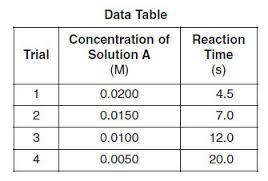 Data Table
Trial Concentration of Solution A (M) Reaction Time (s)
1 0.0200 4.5
2 0.0150 7.0
3 0.0100 12.0
4 0.0050 20.0